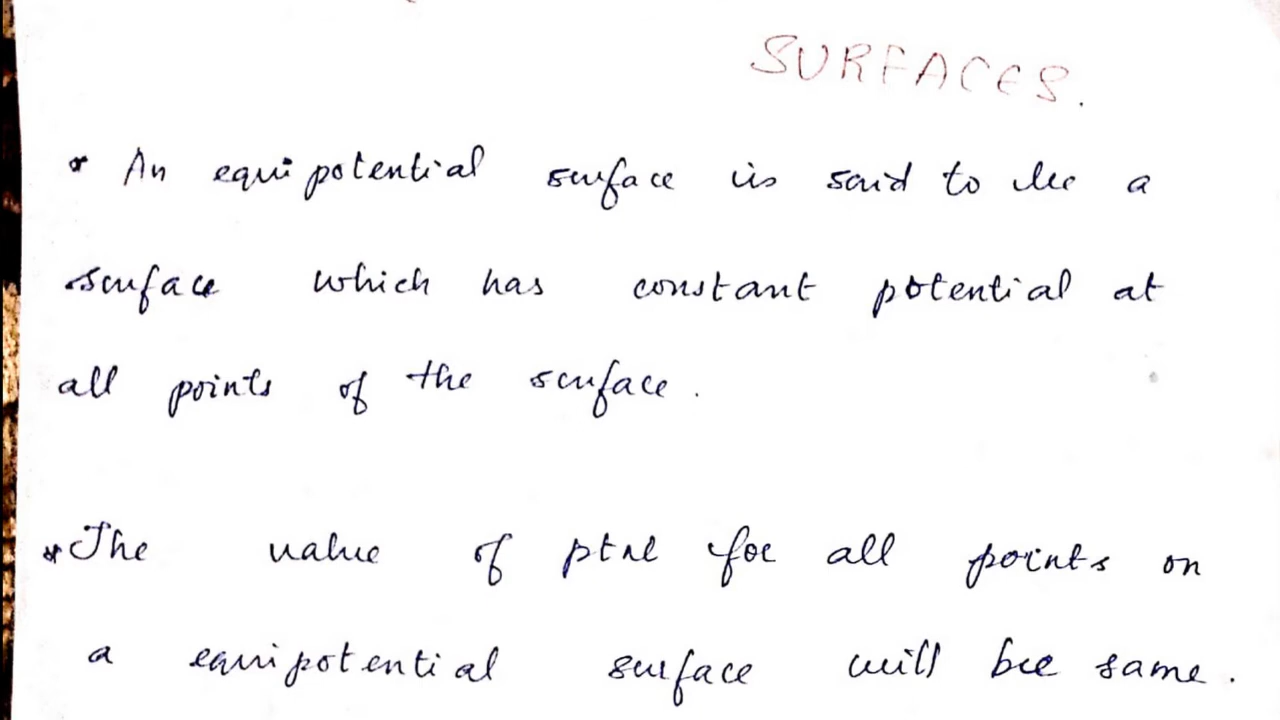 SURFACES.
* An equipotential surface is said to be a
surface which has constant potential at
all points of the surface.
* The value of ptnl for all points on
a equipotential surface will be same.